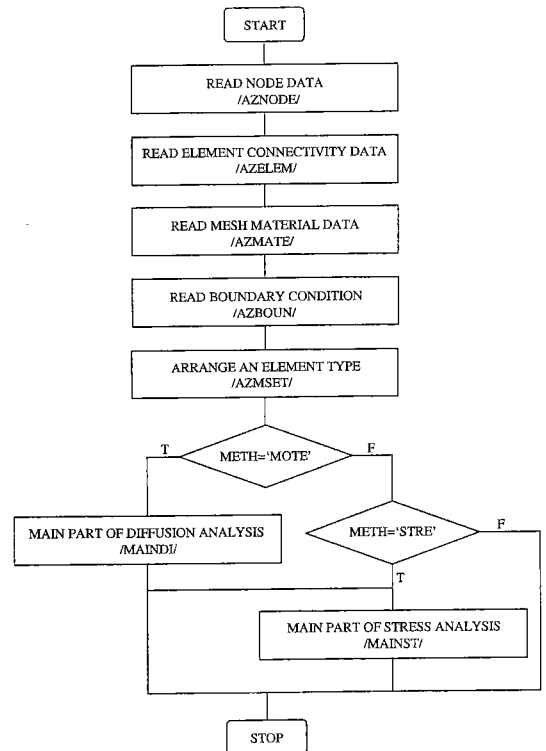 START
READ NODE DATA
/AZNODE/
READ ELEMENT CONNECTIVITY DATA
/AZELEM/
READ MESH MATERIAL DATA
/AZMATE/
READ BOUNDARY CONDITION
/AZBOUN/
ARRANGE AN ELEMENT TYPE
/AZMSET/
T
METH=‘MOTE’
F
MAIN PART OF DIFFUSION ANALYSIS
/MAINDI/
METH=‘STRE’
F
T
MAIN PART OF STRESS ANALYSIS
/MAINST/
STOP